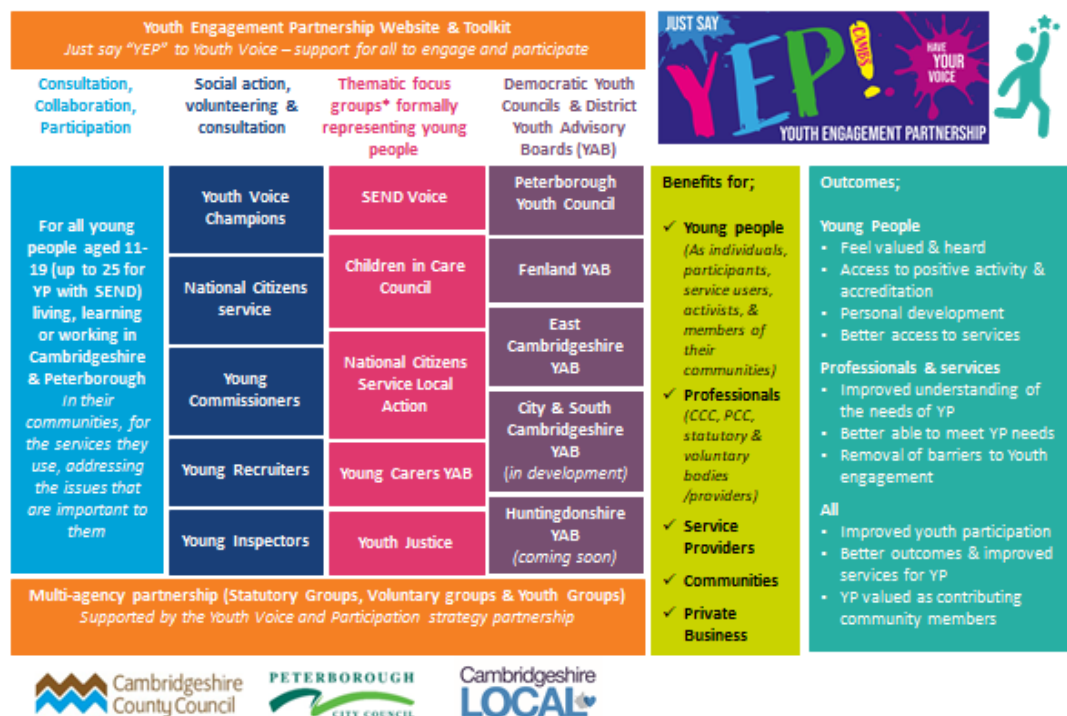 Youth Engagement Partnership Website & Toolkit
Just say "YEP" to Youth Voice – support for all to engage and participate
JUST SAY
YEP!
CAMBS
HAVE
YOUR
VOICE
YOUTH ENGAGEMENT PARTNERSHIP
Consultation,
Collaboration,
Participation
Social action,
volunteering &
consultation
Thematic focus
groups* formally
representing young
people
Democratic Youth
Councils & District
Youth Advisory
Boards (YAB)
For all young
people aged 11-
19 (up to 25 for
YP with SEND)
living, learning
or working in
Cambridgeshire
& Peterborough
In their
communities, for
the services they
use, addressing
the issues that
are important to
them
Youth Voice
Champions
National Citizens
service
Young
Commissioners
Young Recruiters
Young Inspectors
SEND Voice
Children in Care
Council
National Citizens
Service Local
Action
Young Carers YAB
Youth Justice
Peterborough
Youth Council
Fenland YAB
East
Cambridgeshire
YAB
City & South
Cambridgeshire
YAB
(in development)
Huntingdonshire
YAB
(coming soon)
Benefits for;
✓ Young people
(As individuals,
participants,
service users,
activists, &
members of
their
communities)
✓ Professionals
(CCC, PCC,
statutory &
voluntary
bodies
/providers)
✓ Service
Providers
✓ Communities
✓ Private
Business
Outcomes;
Young People
• Feel valued & heard
• Access to positive activity &
accreditation
• Personal development
• Better access to services
Professionals & services
• Improved understanding of
the needs of YP
• Better able to meet YP needs
• Removal of barriers to Youth
engagement
All
• Improved youth participation
• Better outcomes & improved
services for YP
• YP valued as contributing
community members
Multi-agency partnership (Statutory Groups, Voluntary groups & Youth Groups)
Supported by the Youth Voice and Participation strategy partnership
Cambridgeshire
County Council
PETERBOROUGH
CITY COUNCIL
Cambridgeshire
LOCAL